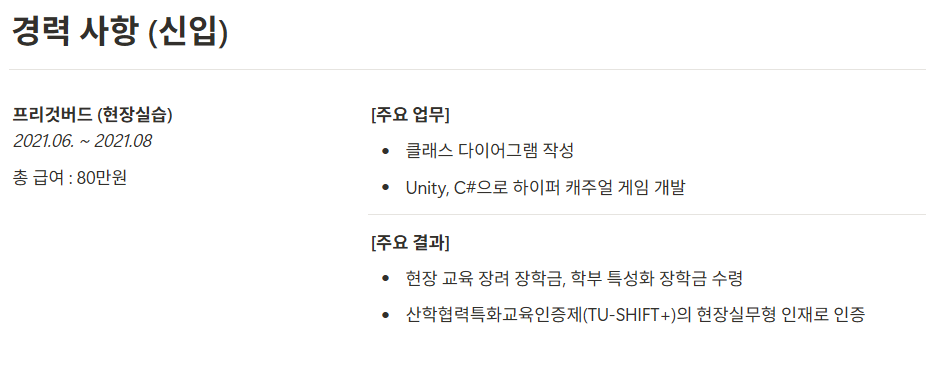 경력 사항 (신입)
프리것버드 (현장실습)
2021.06. ~ 2021.08
총 급여 : 80만원
[주요 업무]
• 클래스 다이어그램 작성
• Unity, C#으로 하이퍼 캐주얼 게임 개발
[주요 결과]
• 현장 교육 장려 장학금, 학부 특성화 장학금 수령
• 산학협력특화교육인증제(TU-SHIFT+)의 현장실무형 인재로 인증